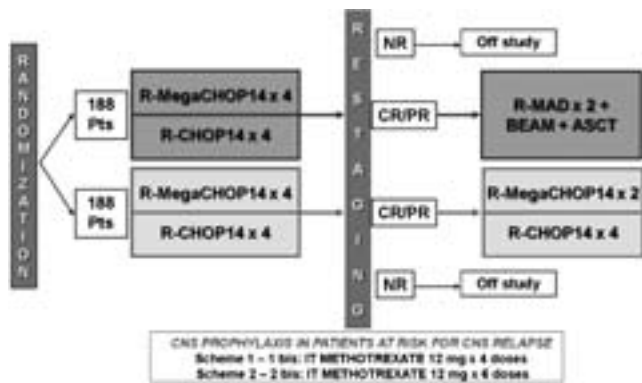 RANDOMIZATION
188 Pts
R-MegaCHOP14 x 4
R-CHOP14 x 4
188 Pts
R-MegaCHOP14 x 4
R-CHOP14 x 4
RESTAGING
NR
Off study
CR/PR
R-MAD x 2 +
BEAM + ASCT
CR/PR
R-MegaCHOP14 x 2
R-CHOP14 x 4
NR
Off study
CNS PROPHYLAXIS IN PATIENTS AT RISK FOR CNS RELAPSE
Scheme 1 – 1 bis: IT METHOTREXATE 12 mg x 4 doses
Scheme 2 – 2 bis: IT METHOTREXATE 12 mg x 6 doses